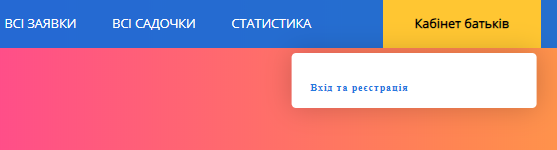 ВСІ ЗАЯВКИ ВСІ САДОЧКИ СТАТИСТИКА Кабінет батьків
Вхід та реєстрація